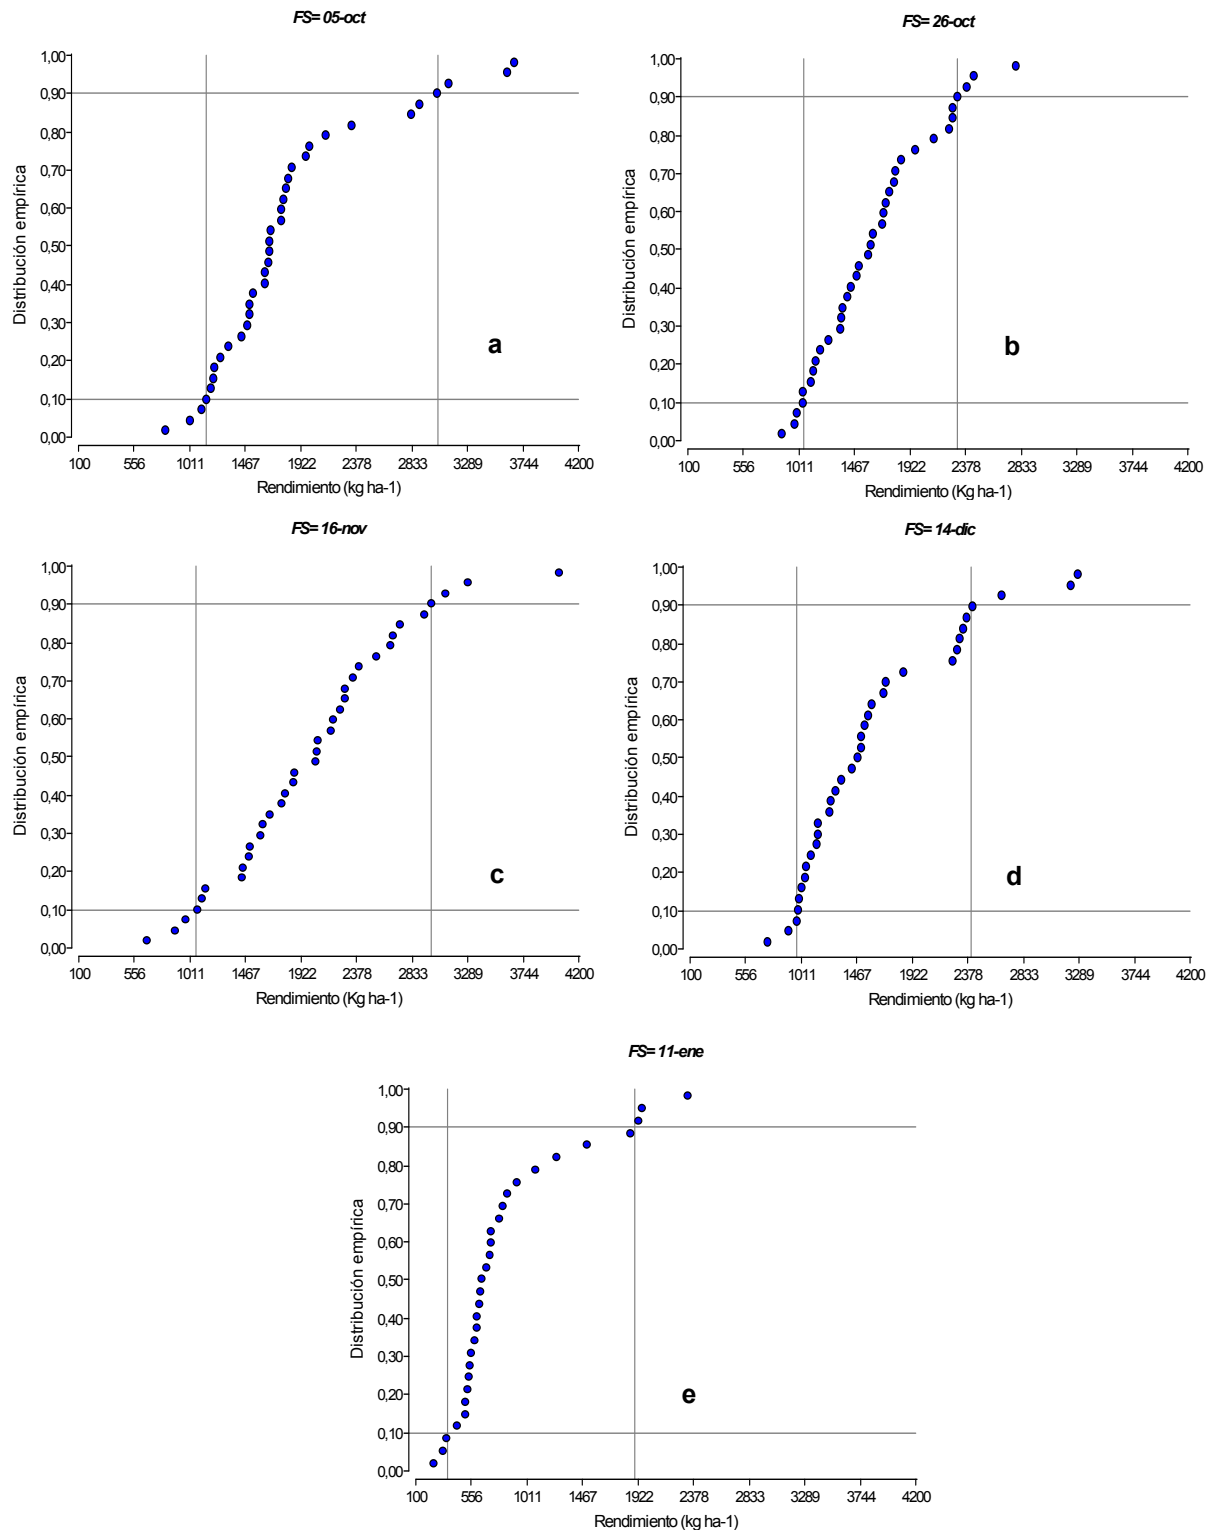 FS= 05-oct
1,00
0,90
0,80
0,70
0,60
0,50
0,40
0,30
0,20
0,10
0,00
Distribución empírica
a
100 556 1011 1467 1922 2378 2833 3289 3744 4200
Rendimiento (kg ha-1)
FS= 26-oct
1,00
0,90
0,80
0,70
0,60
0,50
0,40
0,30
0,20
0,10
0,00
Distribución empírica
b
100 556 1011 1467 1922 2378 2833 3289 3744 4200
Rendimiento (Kg ha-1)
FS= 16-nov
1,00
0,90
0,80
0,70
0,60
0,50
0,40
0,30
0,20
0,10
0,00
Distribución empírica
c
100 556 1011 1467 1922 2378 2833 3289 3744 4200
Rendimiento (Kg ha-1)
FS= 14-dic
1,00
0,90
0,80
0,70
0,60
0,50
0,40
0,30
0,20
0,10
0,00
Distribución empírica
d
100 556 1011 1467 1922 2378 2833 3289 3744 4200
Rendimiento (kg ha-1)
FS= 11-ene
1,00
0,90
0,80
0,70
0,60
0,50
0,40
0,30
0,20
0,10
0,00
Distribución empírica
e
100 556 1011 1467 1922 2378 2833 3289 3744 4200
Rendimiento (kg ha-1)